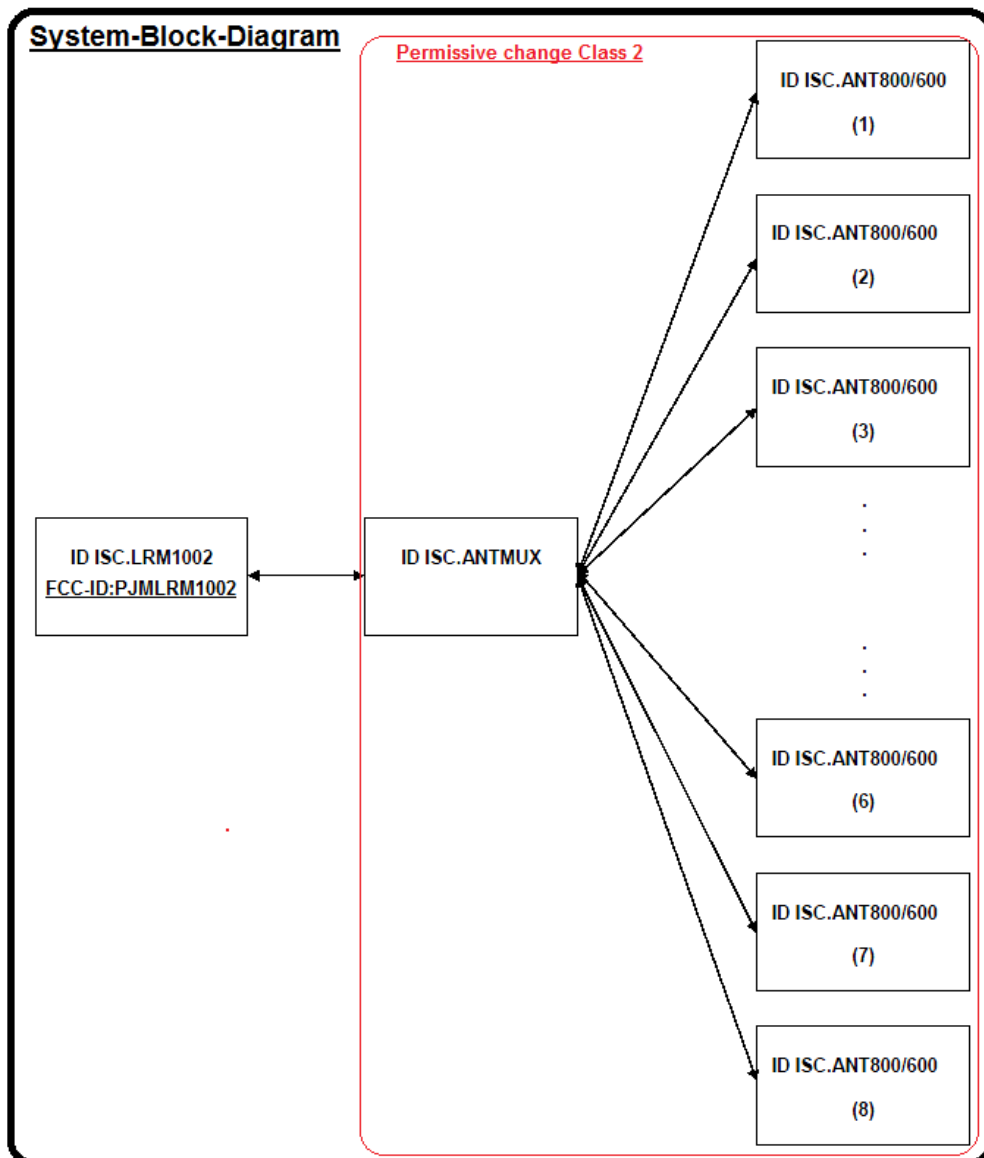 System-Block-Diagram
Permissive change Class 2
ID ISC.ANT800/600
(1)
ID ISC.ANT800/600
(2)
ID ISC.ANT800/600
(3)
ID ISC.LRM1002
FCC-ID:PJMLRM1002
ID ISC.ANTMUX
ID ISC.ANT800/600
(6)
ID ISC.ANT800/600
(7)
ID ISC.ANT800/600
(8)